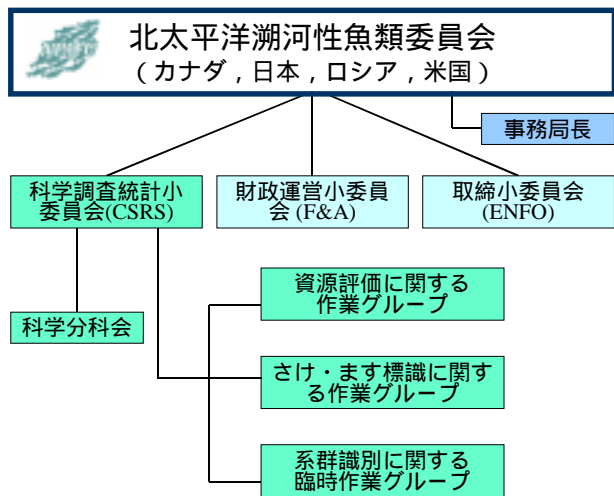 北太平洋溯河性魚類委員会
（カナダ，日本，ロシア，米国）
事務局長
科学調査統計小
委員会(CSRS)
財政運営小委員
会 (F&A)
取締小委員会
(ENFO)
資源評価に関する
作業グループ
科学分科会
さけ・ます標識に関す
る作業グループ
系群識別に関する
臨時作業グループ